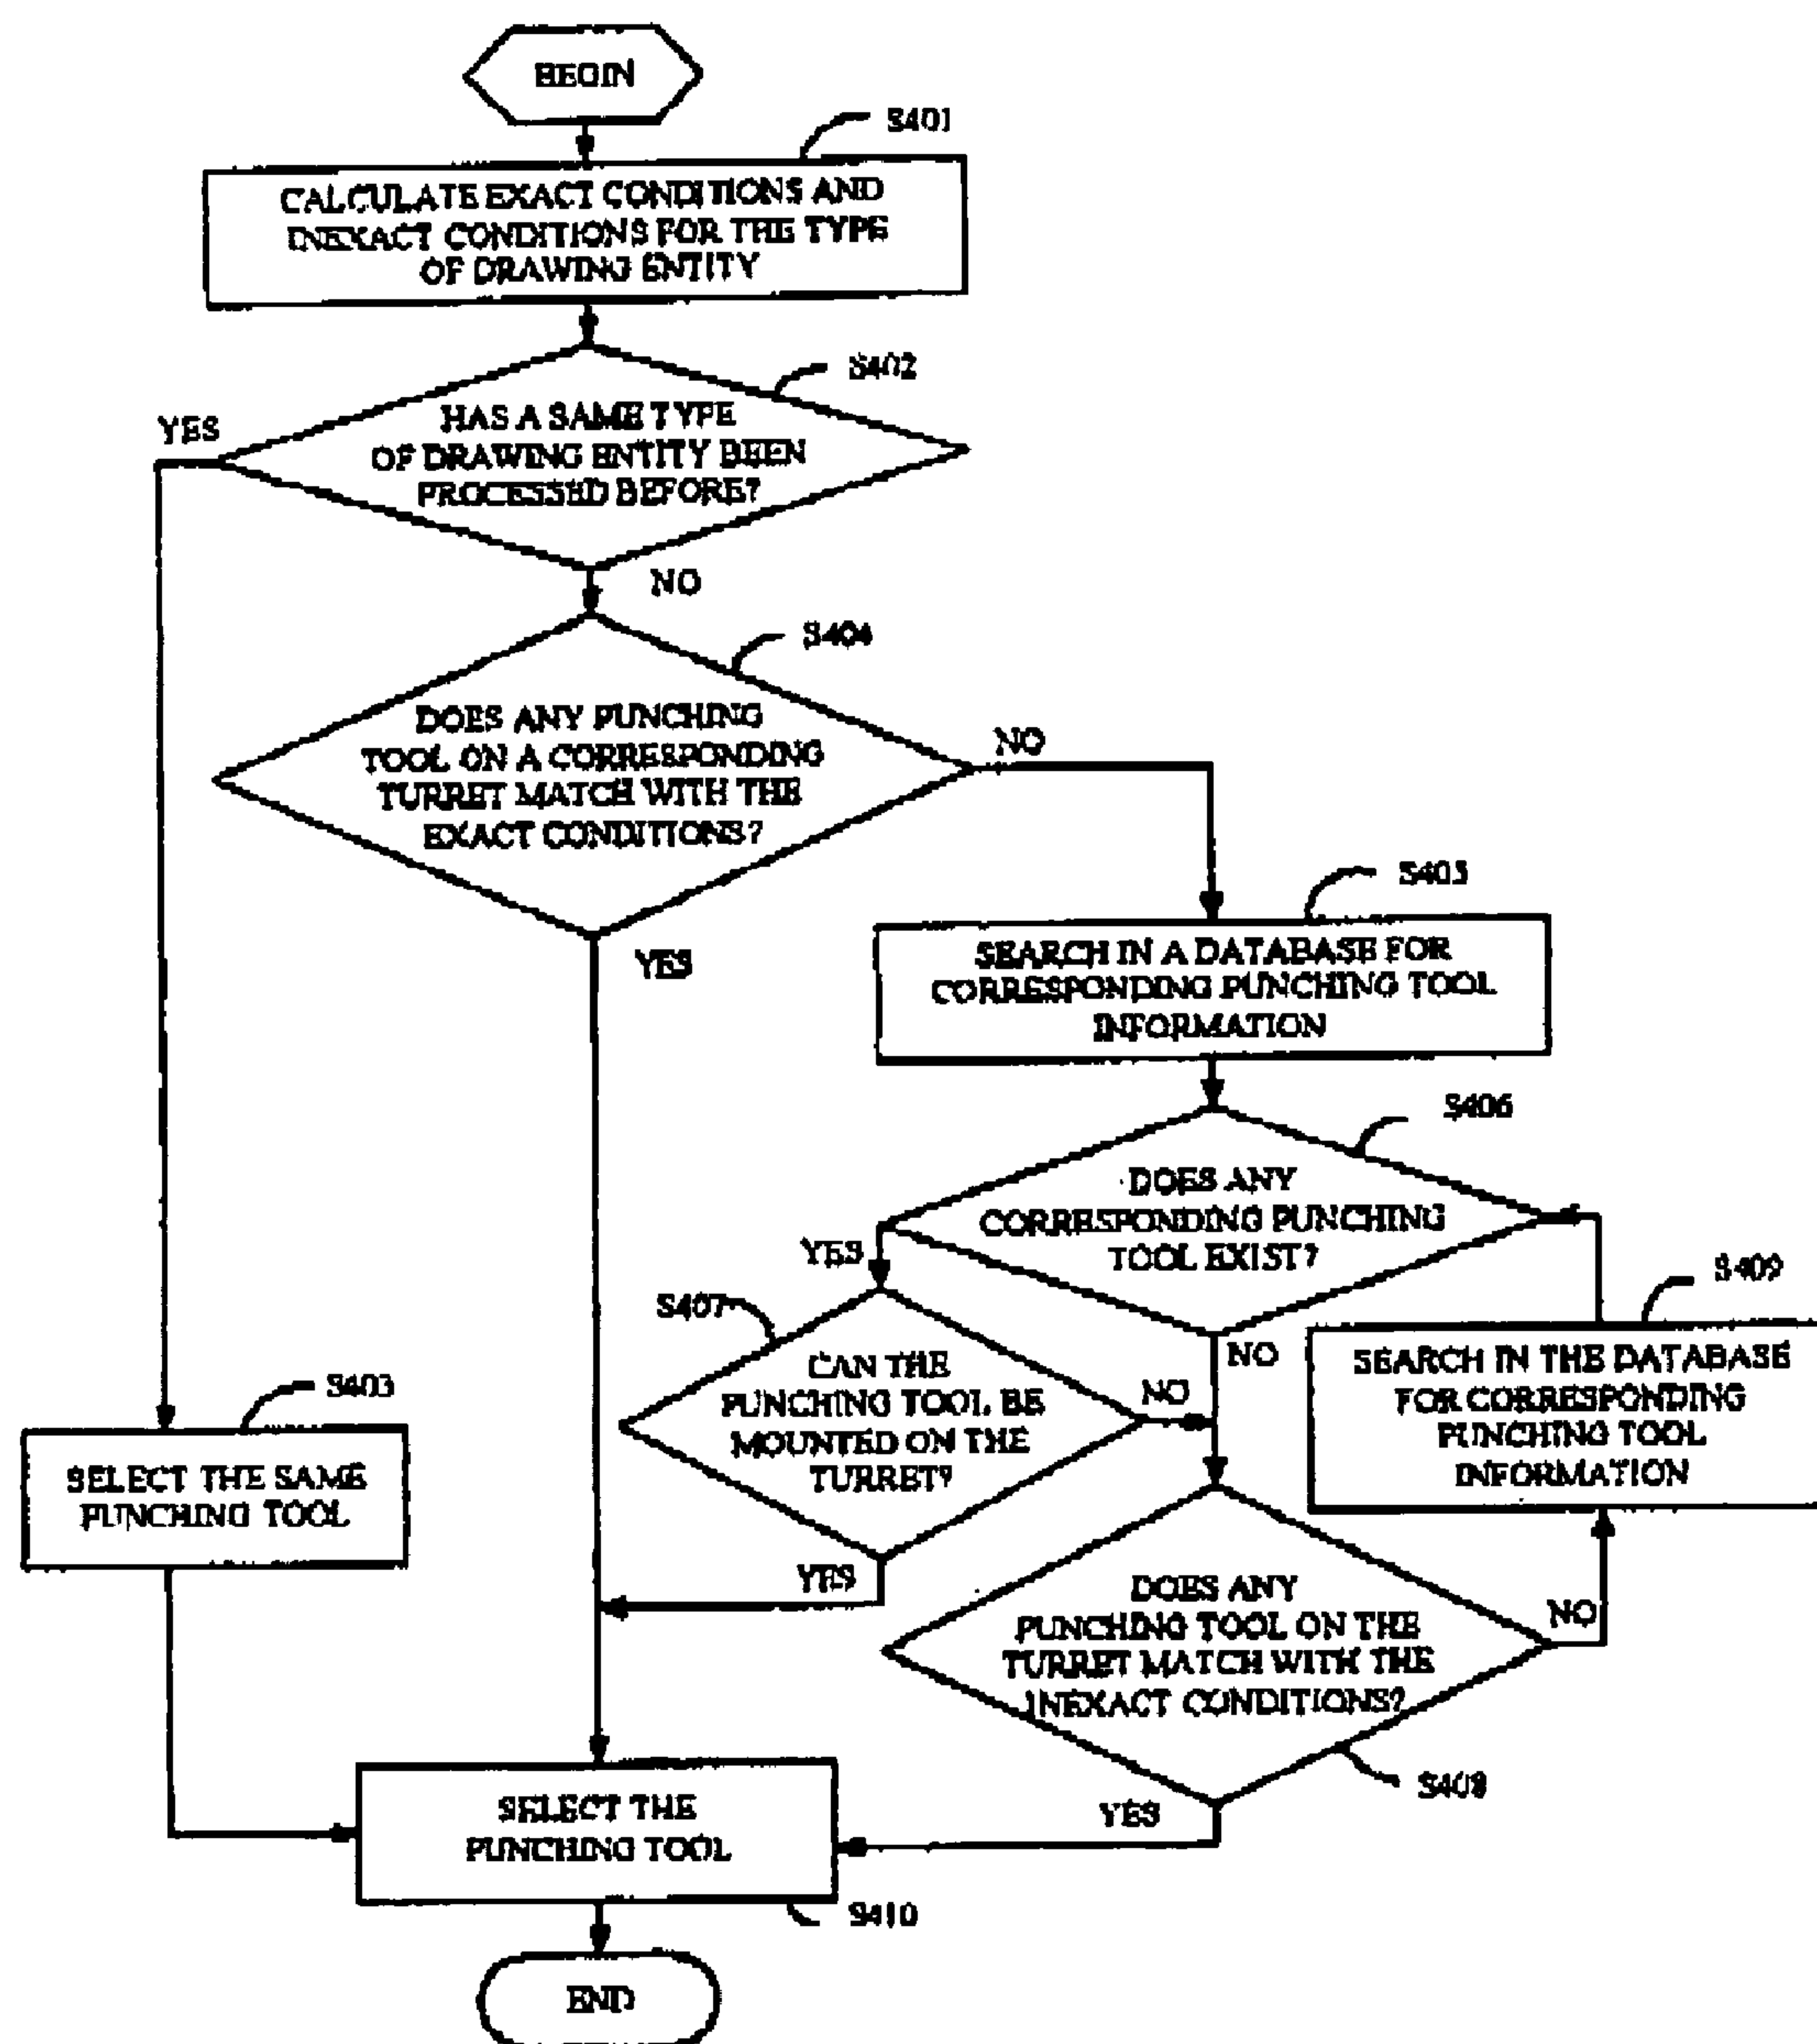 BEGIN
S401
CALCULATE EXACT CONDITIONS AND
INEXACT CONDITIONS FOR THE TYPE
OF DRAWING ENTITY
S402
YES
HAS A SAME TYPE
OF DRAWING ENTITY BEEN
PROCESSED BEFORE?
NO
S404
DOES ANY PUNCHING
TOOL ON A CORRESPONDING
TURRET MATCH WITH THE
EXACT CONDITIONS?
NO
YES
S405
SEARCH IN A DATABASE FOR
CORRESPONDING PUNCHING TOOL
INFORMATION
S406
DOES ANY
CORRESPONDING PUNCHING
TOOL EXIST?
YES
NO
S407
CAN THE
PUNCHING TOOL BE
MOUNTED ON THE
TURRET?
NO
YES
S409
SEARCH IN THE DATABASE
FOR CORRESPONDING
PUNCHING TOOL
INFORMATION
S403
SELECT THE SAME
PUNCHING TOOL
DOES ANY
PUNCHING TOOL ON THE
TURRET MATCH WITH THE
INEXACT CONDITIONS?
NO
S408
YES
SELECT THE
PUNCHING TOOL
S410
END